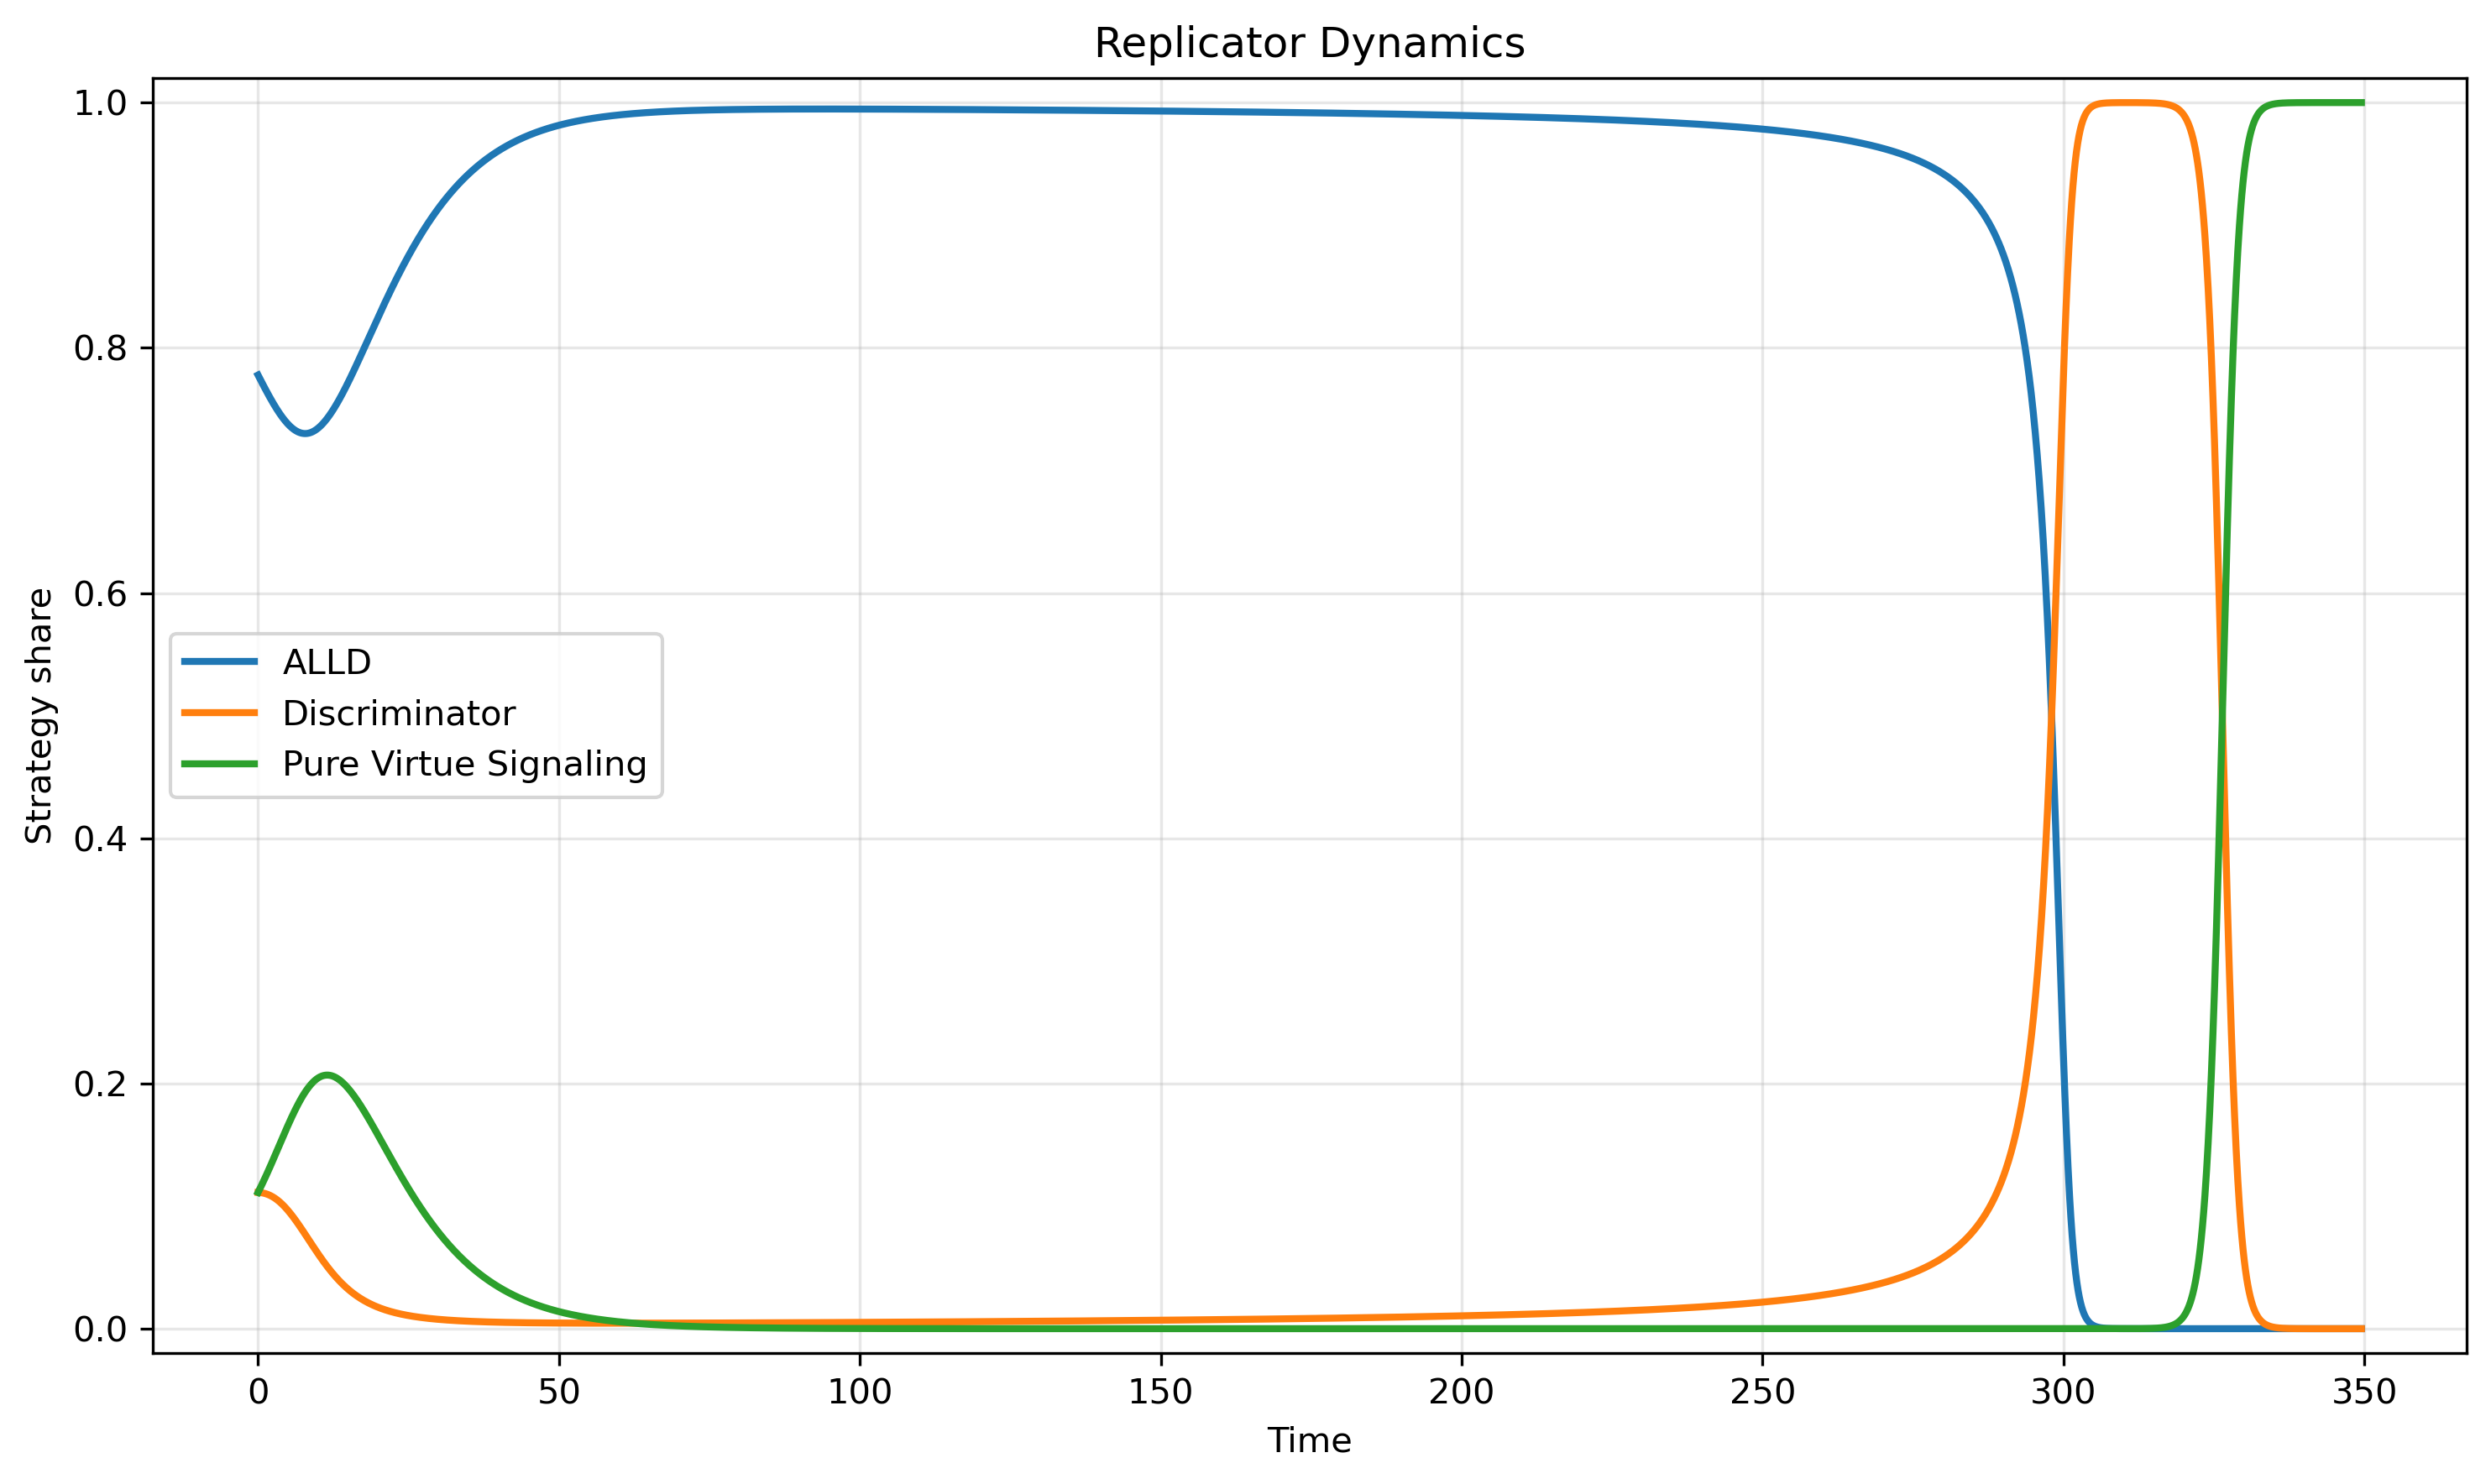 Replicator Dynamics
1.0
0.8
0.6
0.4
0.2
0.0
Strategy share
ALLD
Discriminator
Pure Virtue Signaling
0 50 100 150 200 250 300 350
Time